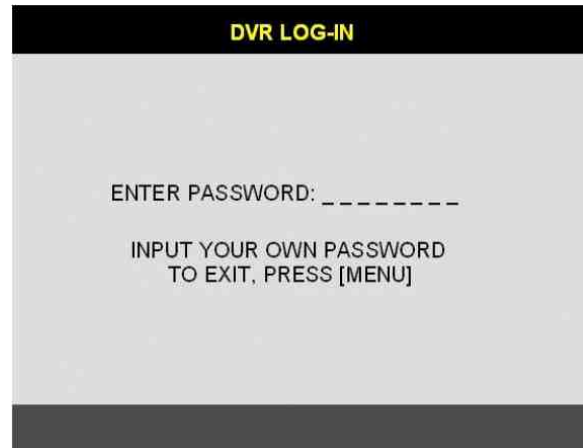 DVR LOG-IN
ENTER PASSWORD: _ _ _ _ _ _ _ _
INPUT YOUR OWN PASSWORD
TO EXIT, PRESS [MENU]